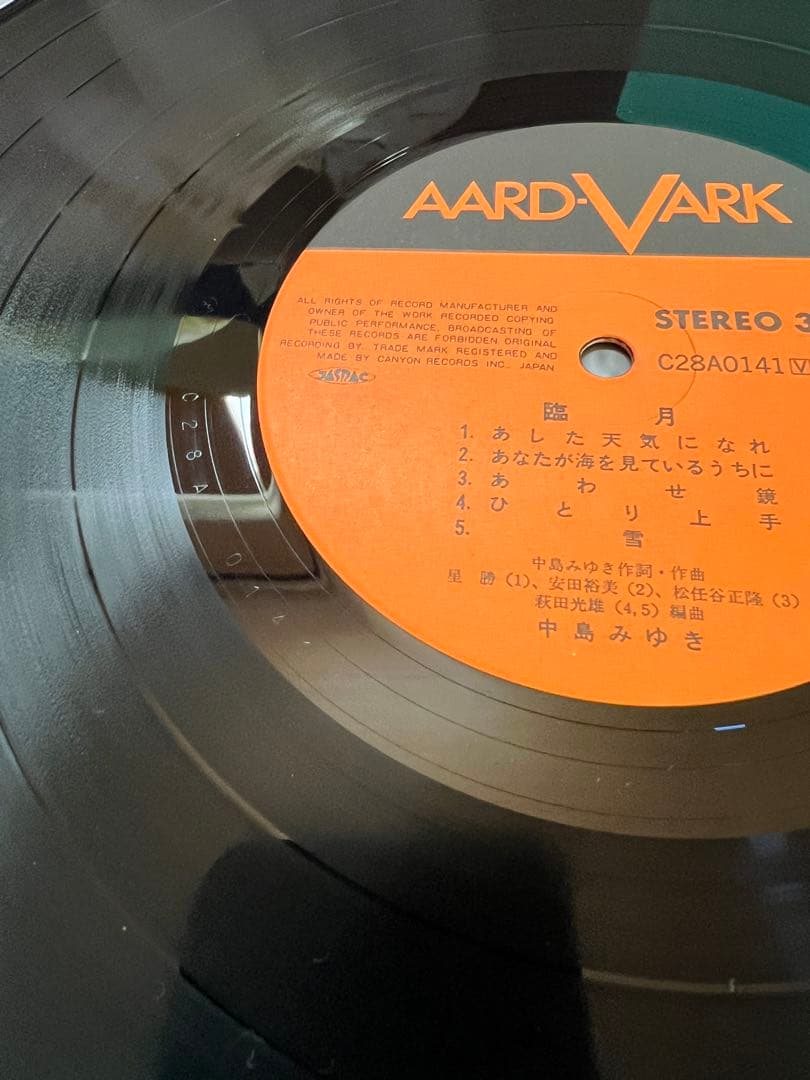 AARD-VARK
ALL RIGHTS OF RECORD MANUFACTURER AND
OWNER OF THE WORK RECORDED COPYING
PUBLIC PERFORMANCE, BROADCASTING OF
THESE RECORDS ARE FORBIDDEN ORIGINAL
RECORDING BY... TRADE MARK REGISTERED AND
MADE BY CANYON RECORDS INC., JAPAN
JASRAC
STEREO 3
C28A0141 V
臨月
1. あした天気になれ
2. あなたが海を見ているうちに
3. あわせ鏡
4. ひとり上手
5. 雪
中島みゆき作詞・作曲
星 勝(1)、安田裕美(2)、松任谷正隆(3)
萩田光雄(4,5)編曲
中島みゆき
C28A